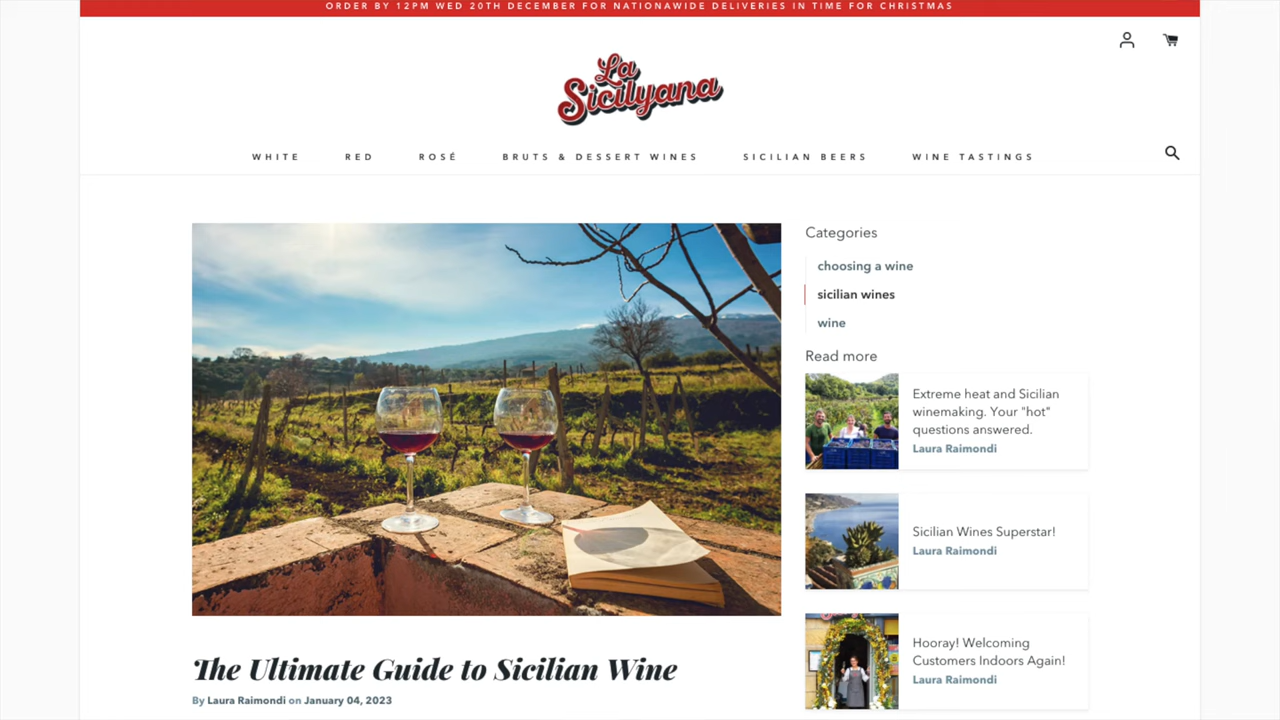 ORDER BY 12PM WED 20TH DECEMBER FOR NATIONAWIDE DELIVERIES IN TIME FOR CHRISTMAS
La
Sicilyana
WHITE RED ROSÉ BRUTS & DESSERT WINES SICILIAN BEERS WINE TASTINGS
Categories
choosing a wine
sicilian wines
wine
Read more
Extreme heat and Sicilian
winemaking. Your "hot"
questions answered.
Laura Raimondi
Sicilian Wines Superstar!
Laura Raimondi
Hooray! Welcoming
Customers Indoors Again!
Laura Raimondi
The Ultimate Guide to Sicilian Wine
By Laura Raimondi on January 04, 2023